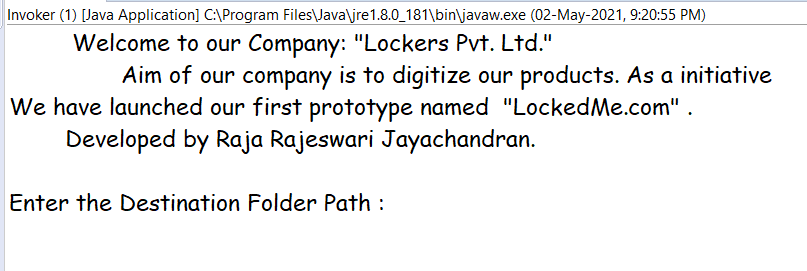 Invoker (1) [Java Application] C:\Program Files\Java\jre1.8.0_181\bin\javaw.exe (02-May-2021, 9:20:55 PM)
Welcome to our Company: "Lockers Pvt. Ltd."
Aim of our company is to digitize our products. As a initiative
We have launched our first prototype named  "LockedMe.com" .
Developed by Raja Rajeswari Jayachandran.
Enter the Destination Folder Path :